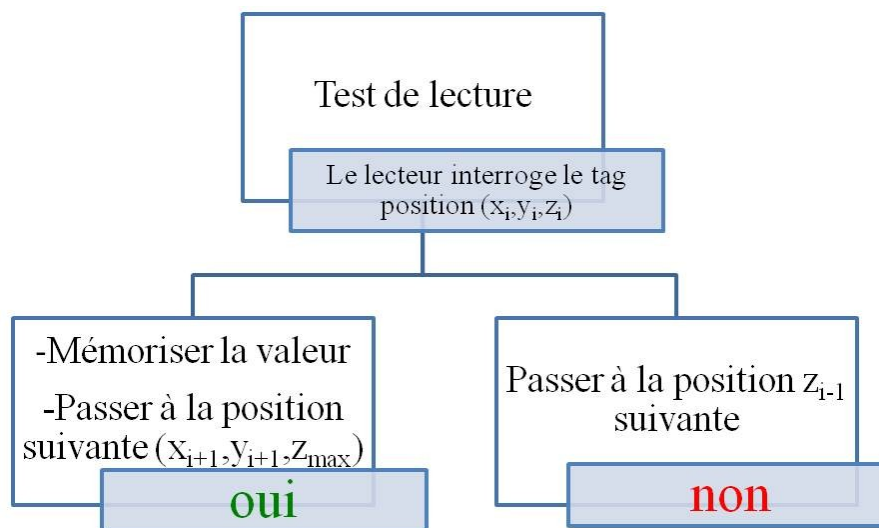 Test de lecture
Le lecteur interroge le tag
position (xᵢ,yᵢ,zᵢ)
-Mémoriser la valeur
-Passer à la position
suivante (xᵢ₊₁,yᵢ₊₁,zₘₐₓ)
oui
Passer à la position zᵢ₋₁
suivante
non